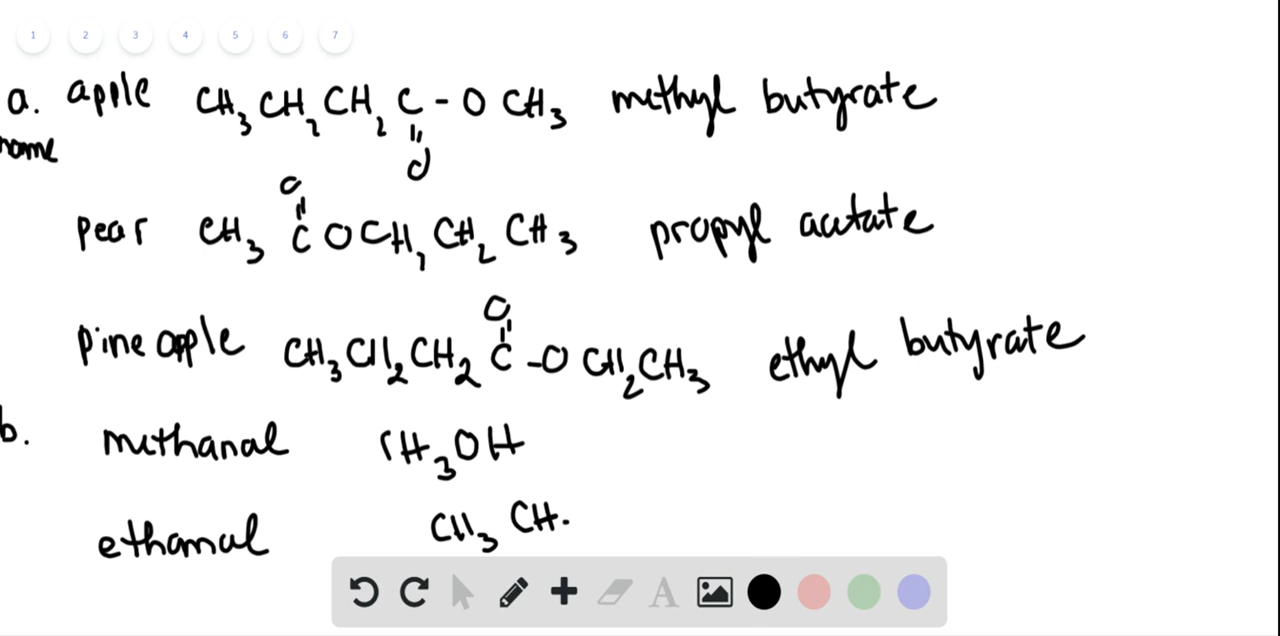 1 2 3 4 5 6 7
a. apple CH3CH2CH2C-OCH3 methyl butyrate
name
O
O
pear CH3COCH2CH2CH3 propyl acetate
O
pineapple CH3CH2CH2C-OCH2CH3 ethyl butyrate
b. methanal CH3OH
ethanal CH3CH.
A